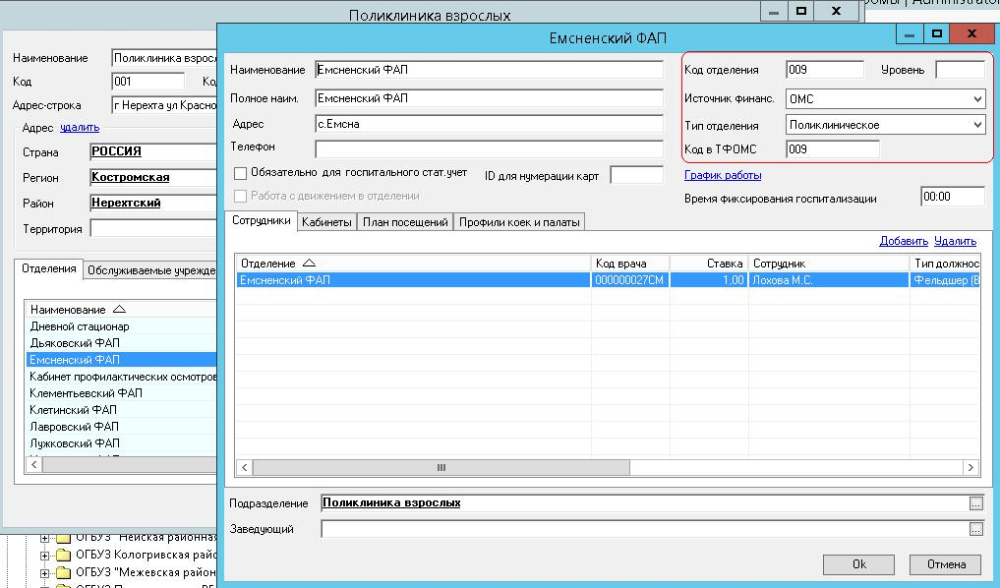 Поликлиника взрослых
Наименование
Поликлиника взросл
Код
001
Адрес-строка
г Нерехта ул Красно
Адрес удалить
Страна
РОССИЯ
Регион
Костромская
Район
Нерехтский
Территория
Отделения
Обслуживаемые учрежде
Наименование
Дневной стационар
Дьяковский ФАП
Емсненский ФАП
Кабинет профилактических осмотров
Клементьевский ФАП
Клетинский ФАП
Лавровский ФАП
Лужковский ФАП
ОГБУЗ "Нейская районная
ОГБУЗ Кологривская райо
ОГБУЗ "Межевская район
Емсненский ФАП
Наименование
Емсненский ФАП
Полное наим.
Емсненский ФАП
Адрес
с.Емсна
Телефон
Обязательно для госпитального стат.учет
ID для нумерации карт
Работа с движением в отделении
Код отделения
009
Уровень
Источник финанс.
ОМС
Тип отделения
Поликлиническое
Код в ТФОМС
009
График работы
Время фиксирования госпитализации
00:00
Сотрудники
Кабинеты
План посещений
Профили коек и палаты
Добавить Удалить
Отделение Код врача Ставка Сотрудник Тип должнос
Емсненский ФАП 000000027СМ 1,00 Лохова М.С. Фельдшер (В
Подразделение
Поликлиника взрослых
Заведующий
Ok
Отмена